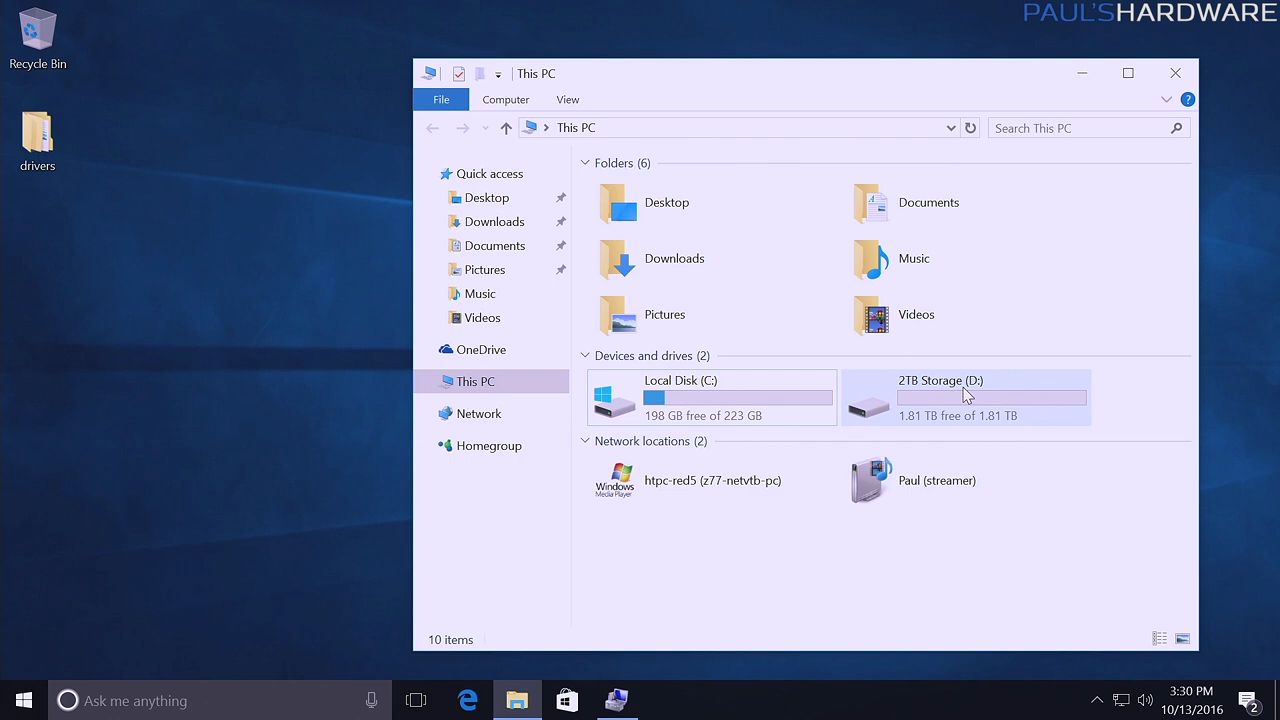 PAUL'SHARDWARE
Recycle Bin
drivers
This PC
File Computer View
This PC
Search This PC
Quick access
Desktop
Downloads
Documents
Pictures
Music
Videos
OneDrive
This PC
Network
Homegroup
Folders (6)
Desktop
Documents
Downloads
Music
Pictures
Videos
Devices and drives (2)
Local Disk (C:)
198 GB free of 223 GB
2TB Storage (D:)
1.81 TB free of 1.81 TB
Network locations (2)
Windows
Media Player
htpc-red5 (z77-netvtb-pc)
Paul (streamer)
10 items
Ask me anything
3:30 PM
10/13/2016
2